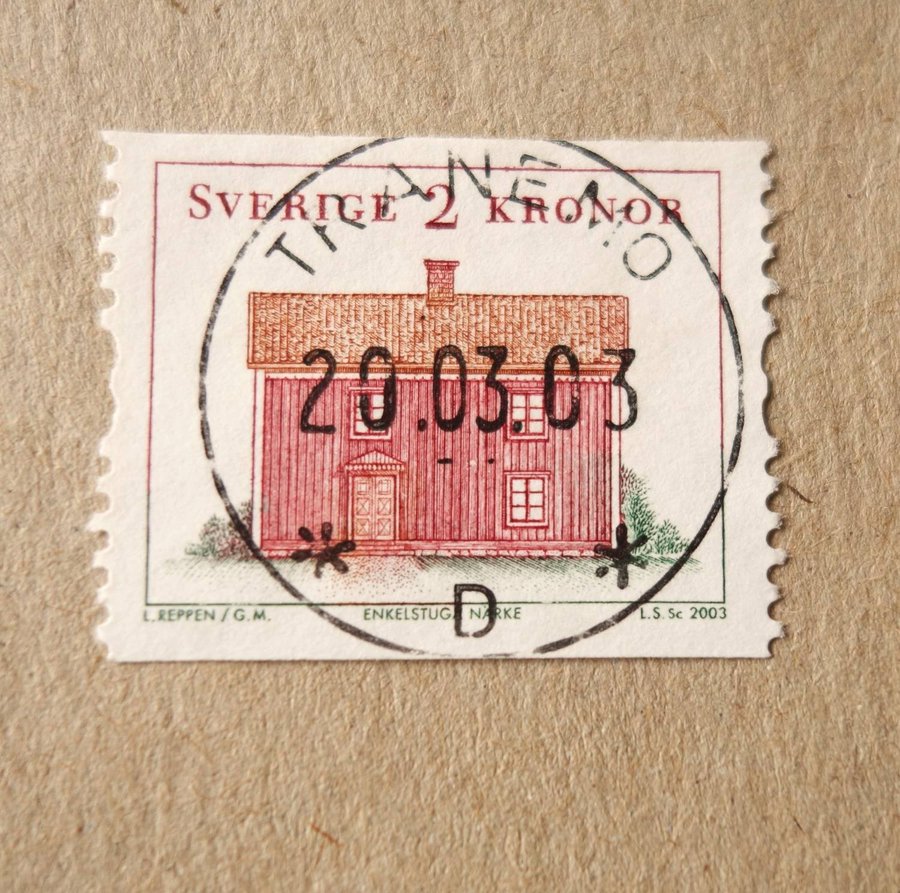 TRANEMO
SVERIGE 2 KRONOR
20.03.03
D
L.REPPEN / G.M. ENKELSTUGA NÄRKE L.S. Sc 2003